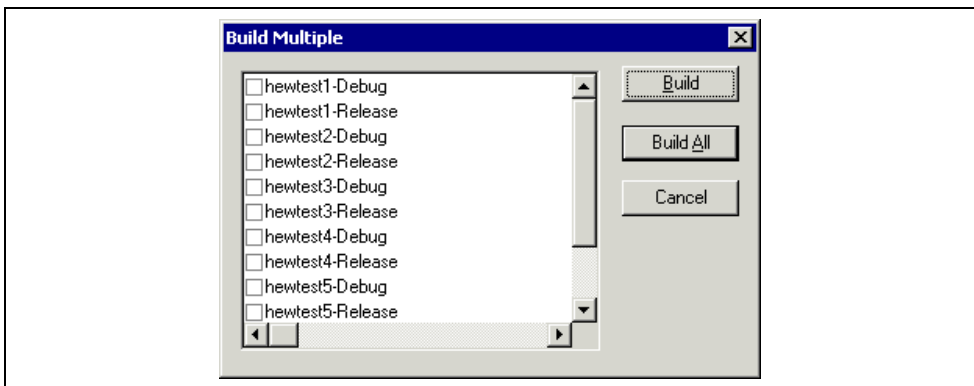 Build Multiple
hewtest1-Debug
hewtest1-Release
hewtest2-Debug
hewtest2-Release
hewtest3-Debug
hewtest3-Release
hewtest4-Debug
hewtest4-Release
hewtest5-Debug
hewtest5-Release
Build
Build All
Cancel